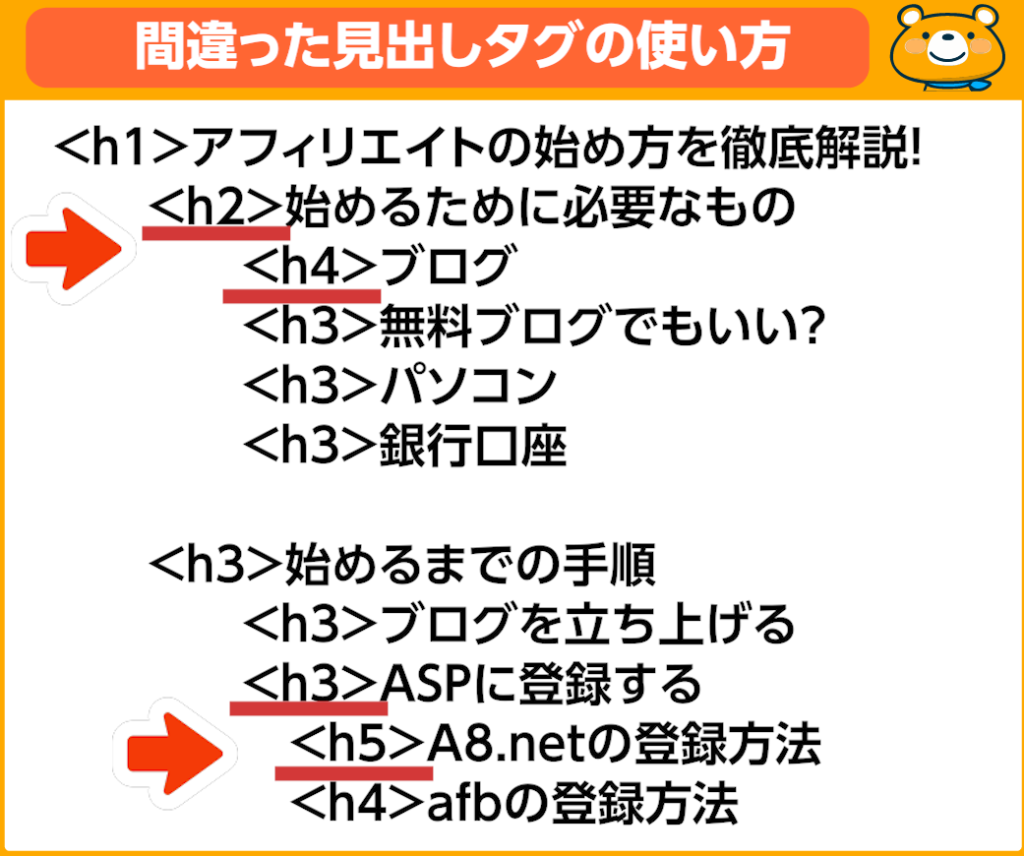 間違った見出しタグの使い方
<h1>アフィリエイトの始め方を徹底解説!
<h2>始めるために必要なもの
<h4>ブログ
<h3>無料ブログでもいい?
<h3>パソコン
<h3>銀行口座
<h3>始めるまでの手順
<h3>ブログを立ち上げる
<h3>ASPに登録する
<h5>A8.netの登録方法
<h4>afbの登録方法